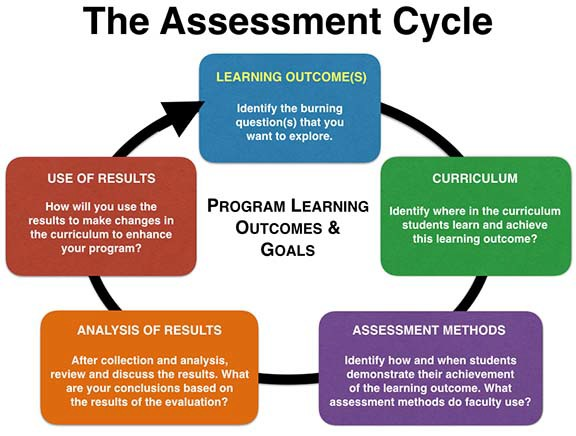 The Assessment Cycle
LEARNING OUTCOME(S)
Identify the burning
question(s) that you
want to explore.
CURRICULUM
Identify where in the curriculum
students learn and achieve
this learning outcome?
ASSESSMENT METHODS
Identify how and when students
demonstrate their achievement
of the learning outcome. What
assessment methods do faculty use?
ANALYSIS OF RESULTS
After collection and analysis,
review and discuss the results. What
are your conclusions based on
the results of the evaluation?
USE OF RESULTS
How will you use the
results to make changes in
the curriculum to enhance
your program?
PROGRAM LEARNING
OUTCOMES &
GOALS